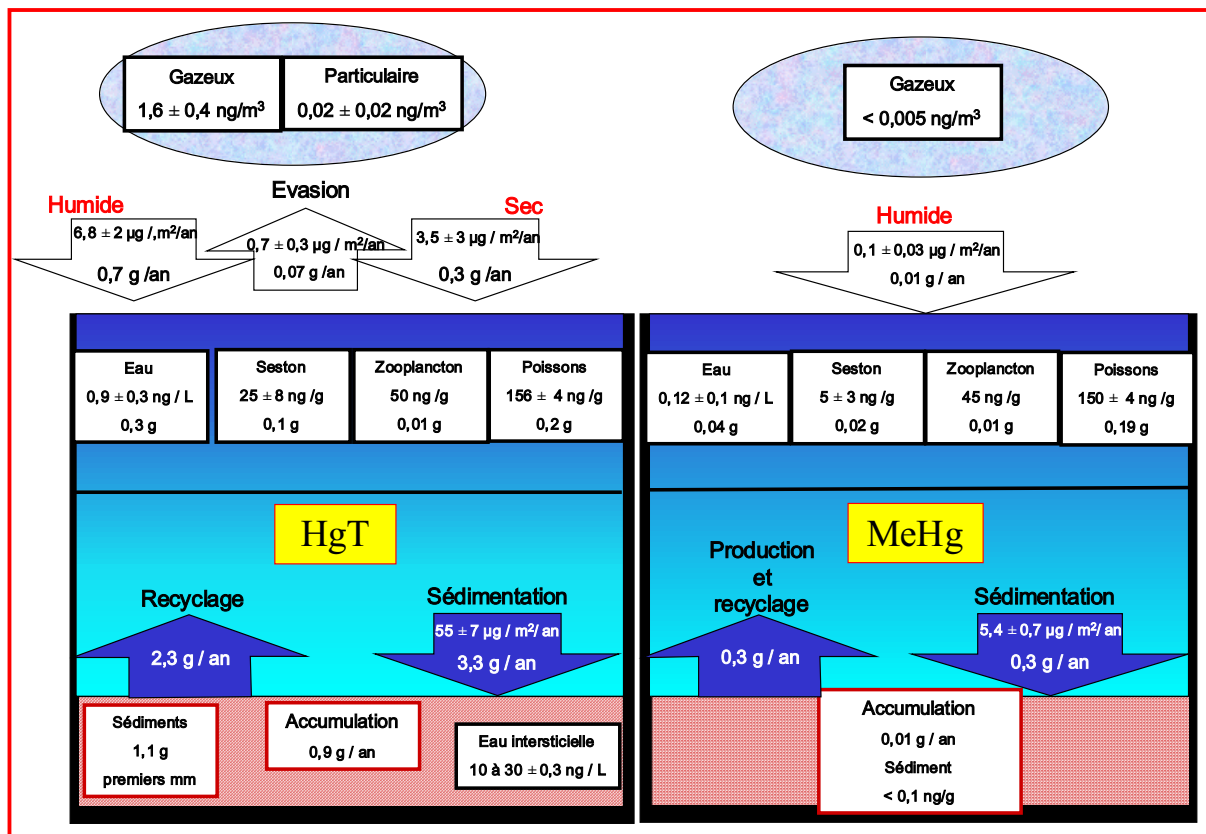 Gazeux
1,6 ± 0,4 ng/m³
Particulaire
0,02 ± 0,02 ng/m³
Gazeux
< 0,005 ng/m³
Evasion
Humide
6,8 ± 2 µg /,m²/an
0,7 g /an
0,7 ± 0,3 µg / m²/an
0,07 g /an
Sec
3,5 ± 3 µg / m²/an
0,3 g /an
Humide
0,1 ± 0,03 µg / m²/an
0,01 g / an
Eau
0,9 ± 0,3 ng / L
0,3 g
Seston
25 ± 8 ng /g
0,1 g
Zooplancton
50 ng /g
0,01 g
Poissons
156 ± 4 ng /g
0,2 g
Eau
0,12 ± 0,1 ng / L
0,04 g
Seston
5 ± 3 ng/g
0,02 g
Zooplancton
45 ng /g
0,01 g
Poissons
150 ± 4 ng /g
0,19 g
HgT
MeHg
Recyclage
2,3 g / an
Sédimentation
55 ± 7 µg / m²/ an
3,3 g / an
Production
et
recyclage
0,3 g / an
Sédimentation
5,4 ± 0,7 µg / m²/ an
0,3 g / an
Sédiments
1,1 g
premiers mm
Accumulation
0,9 g / an
Eau intersticielle
10 à 30 ± 0,3 ng / L
Accumulation
0,01 g / an
Sédiment
< 0,1 ng/g